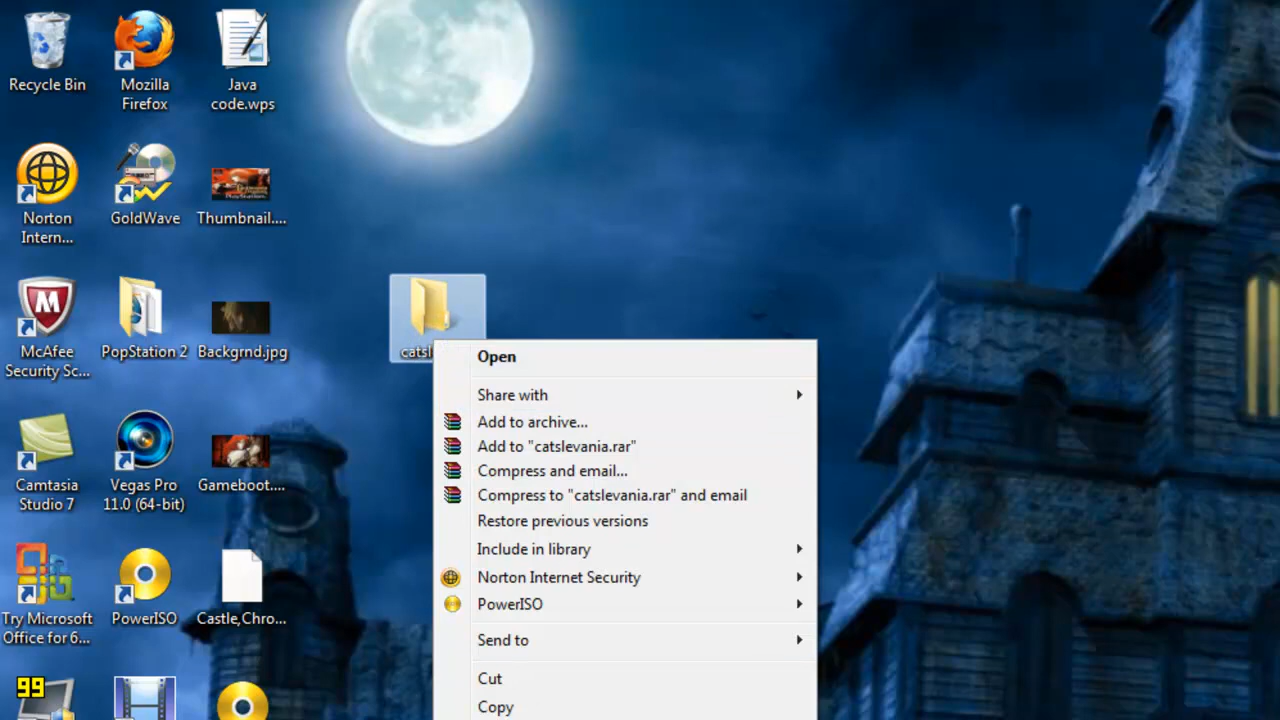 Recycle Bin
Mozilla
Firefox
Java
code.wps
Norton
Intern...
GoldWave
Thumbnail....
McAfee
Security Sc...
PopStation 2
Backgrnd.jpg
Camtasia
Studio 7
Vegas Pro
11.0 (64-bit)
Gameboot....
Try Microsoft
Office for 6...
PowerISO
Castle,Chro...
99
catsl
Open
Share with
Add to archive...
Add to "catslevania.rar"
Compress and email...
Compress to "catslevania.rar" and email
Restore previous versions
Include in library
Norton Internet Security
PowerISO
Send to
Cut
Copy